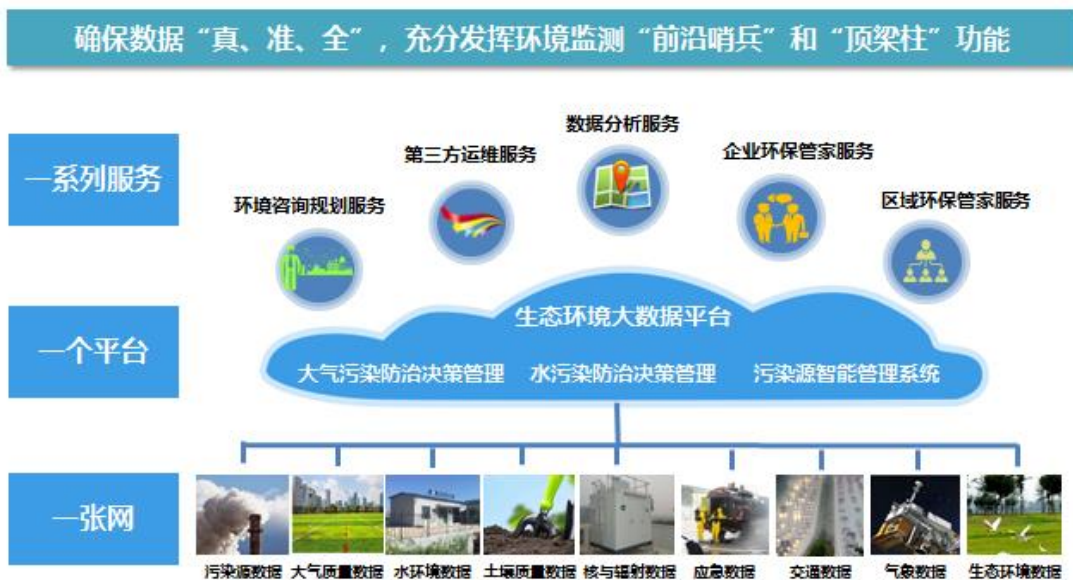 确保数据“真、准、全”，充分发挥环境监测“前沿哨兵”和“顶梁柱”功能
一系列服务
环境咨询规划服务
第三方运维服务
数据分析服务
企业环保管家服务
区域环保管家服务
一个平台
生态环境大数据平台
大气污染防治决策管理 水污染防治决策管理 污染源智能管理系统
一张网
污染源数据 大气质量数据 水环境数据 土壤质量数据 核与辐射数据 应急数据 交通数据 气象数据 生态环境数据